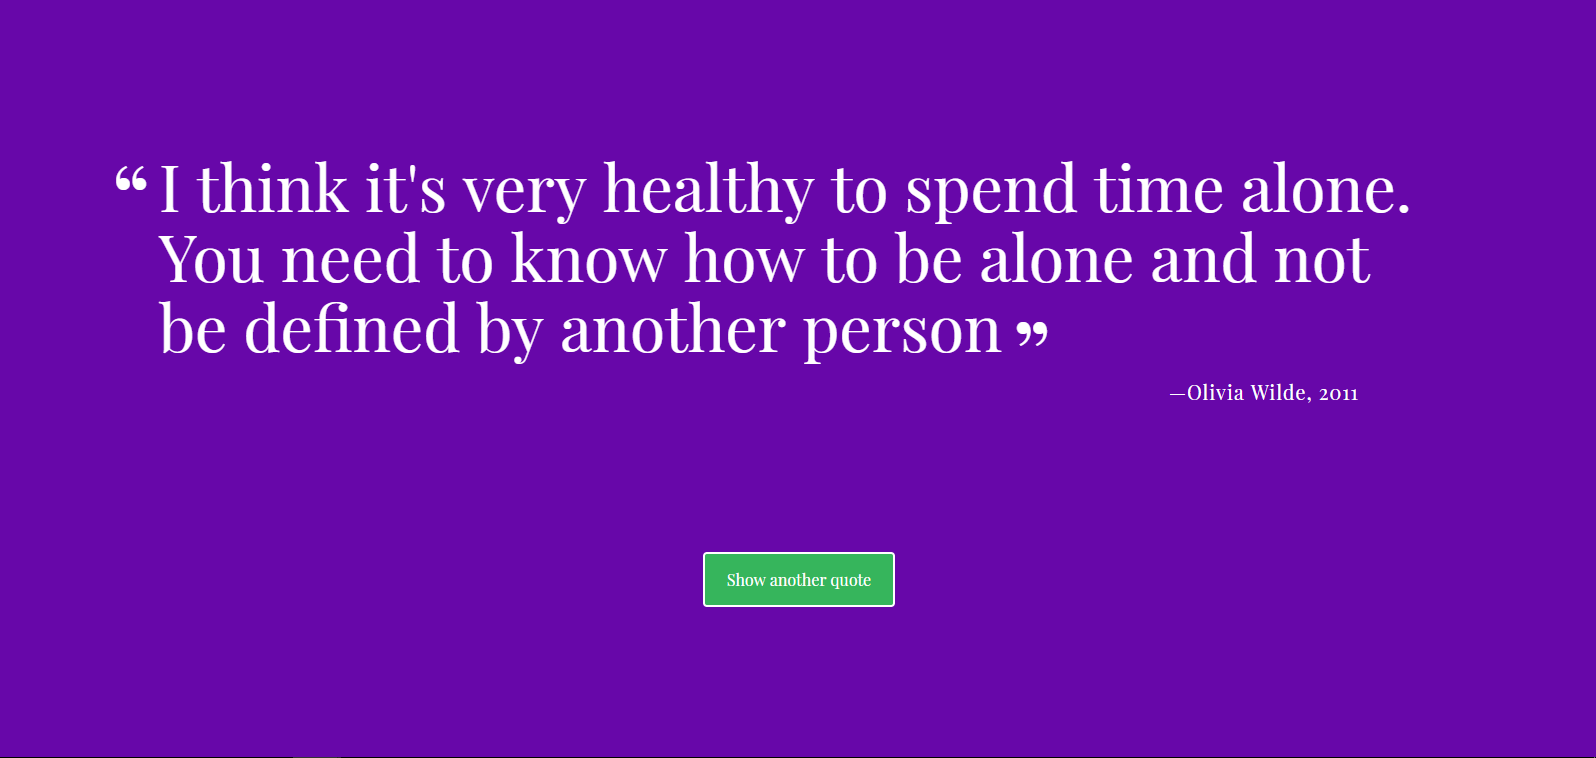 “ I think it's very healthy to spend time alone.
You need to know how to be alone and not
be defined by another person ”
—Olivia Wilde, 2011
Show another quote